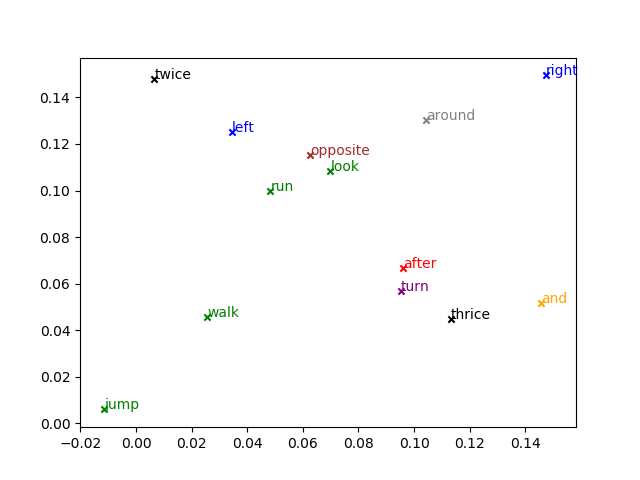 twice
right
left
around
opposite
look
run
after
turn
and
walk
thrice
jump
0.14
0.12
0.10
0.08
0.06
0.04
0.02
0.00
−0.02 0.00 0.02 0.04 0.06 0.08 0.10 0.12 0.14